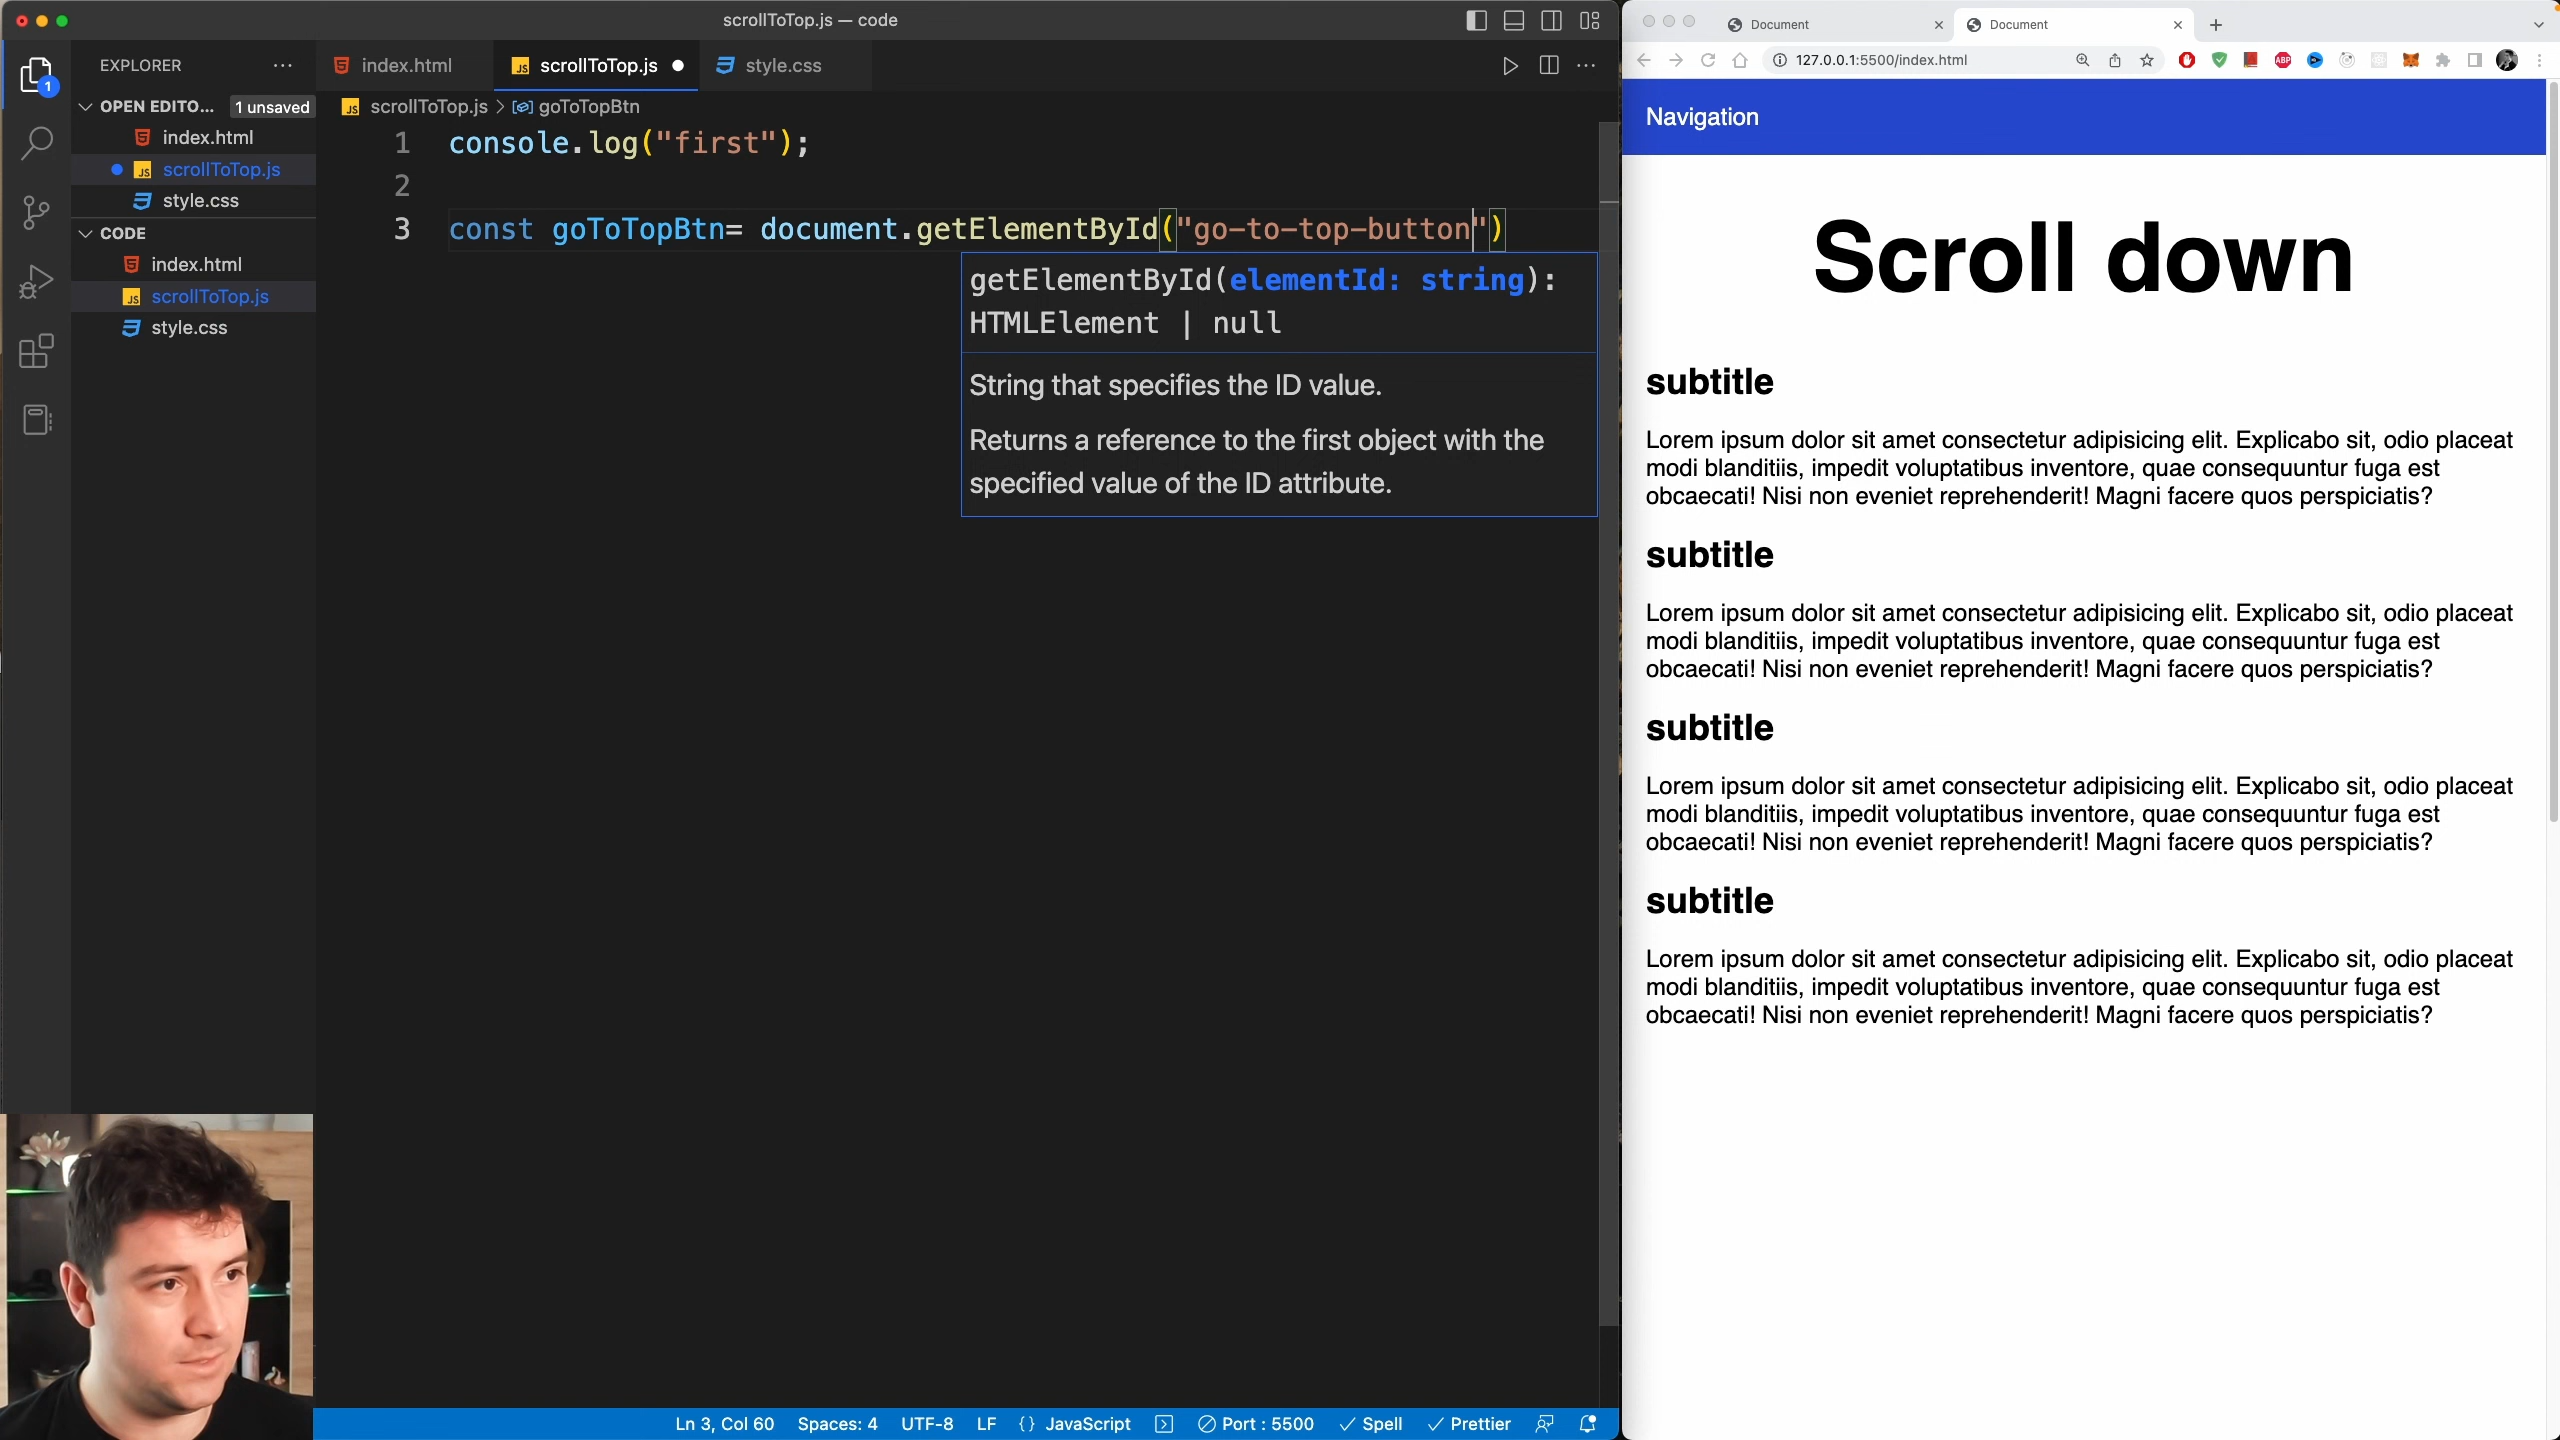 scrollToTop.js — code
EXPLORER
OPEN EDITO...
1 unsaved
index.html
scrollToTop.js
style.css
CODE
index.html
scrollToTop.js
style.css
1
index.html
scrollToTop.js
style.css
scrollToTop.js > goToTopBtn
1 console.log("first");
2
3 const goToTopBtn= document.getElementById("go-to-top-button")
getElementById(elementId: string):
HTMLElement | null
String that specifies the ID value.
Returns a reference to the first object with the
specified value of the ID attribute.
Ln 3, Col 60
Spaces: 4
UTF-8
LF
{ } JavaScript
Port : 5500
Spell
Prettier
Document
Document
127.0.0.1:5500/index.html
ABP
Navigation
Scroll down
subtitle
Lorem ipsum dolor sit amet consectetur adipisicing elit. Explicabo sit, odio placeat
modi blanditiis, impedit voluptatibus inventore, quae consequuntur fuga est
obcaecati! Nisi non eveniet reprehenderit! Magni facere quos perspiciatis?
subtitle
Lorem ipsum dolor sit amet consectetur adipisicing elit. Explicabo sit, odio placeat
modi blanditiis, impedit voluptatibus inventore, quae consequuntur fuga est
obcaecati! Nisi non eveniet reprehenderit! Magni facere quos perspiciatis?
subtitle
Lorem ipsum dolor sit amet consectetur adipisicing elit. Explicabo sit, odio placeat
modi blanditiis, impedit voluptatibus inventore, quae consequuntur fuga est
obcaecati! Nisi non eveniet reprehenderit! Magni facere quos perspiciatis?
subtitle
Lorem ipsum dolor sit amet consectetur adipisicing elit. Explicabo sit, odio placeat
modi blanditiis, impedit voluptatibus inventore, quae consequuntur fuga est
obcaecati! Nisi non eveniet reprehenderit! Magni facere quos perspiciatis?